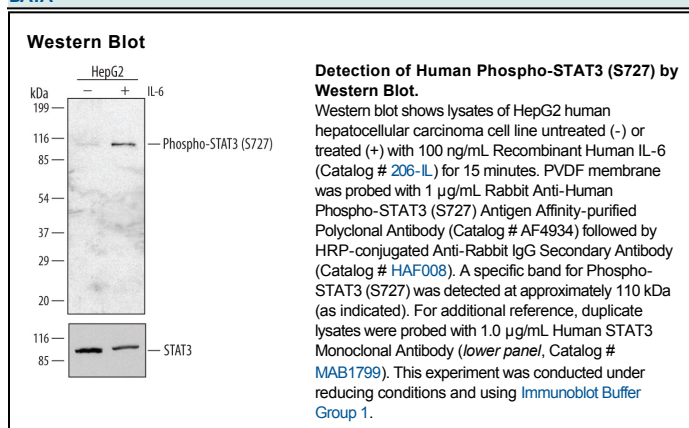 Western Blot
HepG2
kDa − + IL-6
199
116
Phospho-STAT3 (S727)
85
54
37
29
20
116
STAT3
85
Detection of Human Phospho-STAT3 (S727) by
Western Blot.
Western blot shows lysates of HepG2 human
hepatocellular carcinoma cell line untreated (-) or
treated (+) with 100 ng/mL Recombinant Human IL-6
(Catalog # 206-IL) for 15 minutes. PVDF membrane
was probed with 1 µg/mL Rabbit Anti-Human
Phospho-STAT3 (S727) Antigen Affinity-purified
Polyclonal Antibody (Catalog # AF4934) followed by
HRP-conjugated Anti-Rabbit IgG Secondary Antibody
(Catalog # HAF008). A specific band for Phospho-
STAT3 (S727) was detected at approximately 110 kDa
(as indicated). For additional reference, duplicate
lysates were probed with 1.0 µg/mL Human STAT3
Monoclonal Antibody (lower panel, Catalog #
MAB1799). This experiment was conducted under
reducing conditions and using Immunoblot Buffer
Group 1.